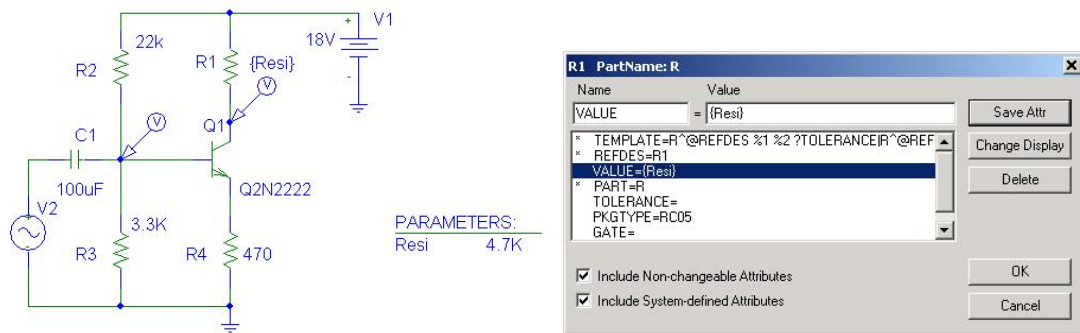 V1
18V
+
-
22k
R2
R1
{Resi}
V
Q1
C1
V
100uF
Q2N2222
V2
3.3K
R3
R4
470
PARAMETERS:
Resi 4.7K
R1 PartName: R
Name Value
VALUE = {Resi}
Save Attr
* TEMPLATE=R^@REFDES %1 %2 ?TOLERANCE|R^@REF
* REFDES=R1
VALUE={Resi}
* PART=R
TOLERANCE=
PKGTYPE=RC05
GATE=
Change Display
Delete
Include Non-changeable Attributes
Include System-defined Attributes
OK
Cancel